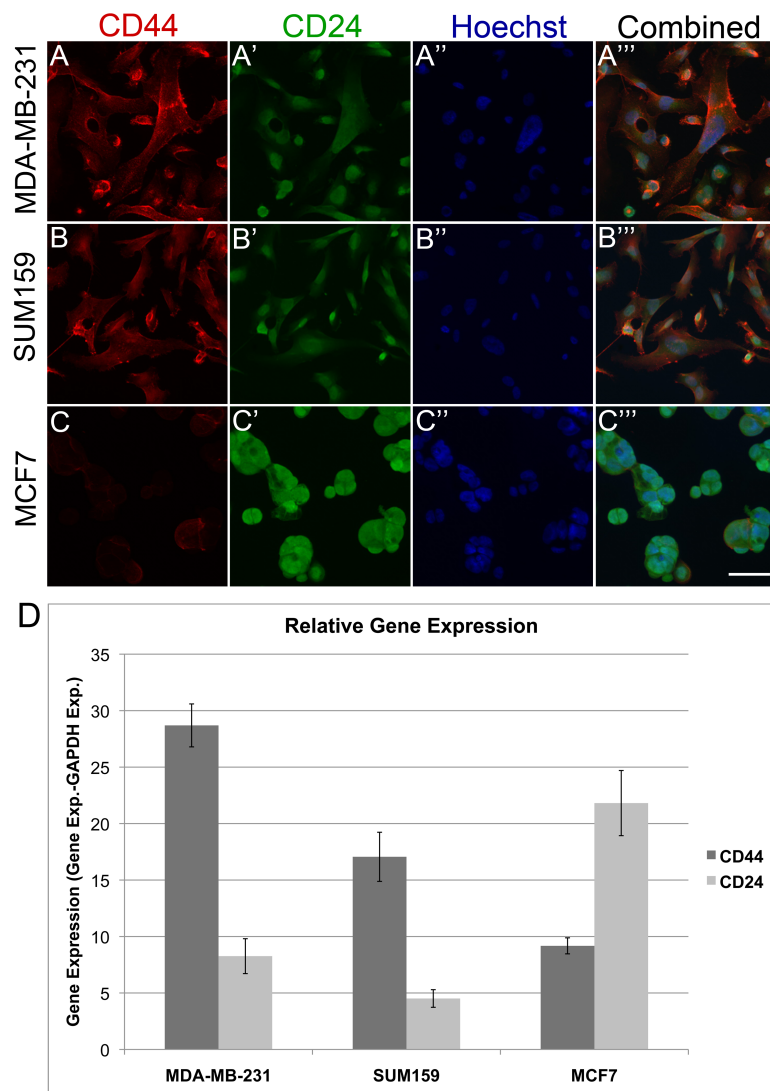 CD44 CD24 Hoechst Combined
MDA-MB-231
A A' A'' A'''
SUM159
B B' B'' B'''
MCF7
C C' C'' C'''
D
Relative Gene Expression
Gene Expression (Gene Exp.-GAPDH Exp.)
35
30
25
20
15
10
5
0
CD44
CD24
MDA-MB-231 SUM159 MCF7